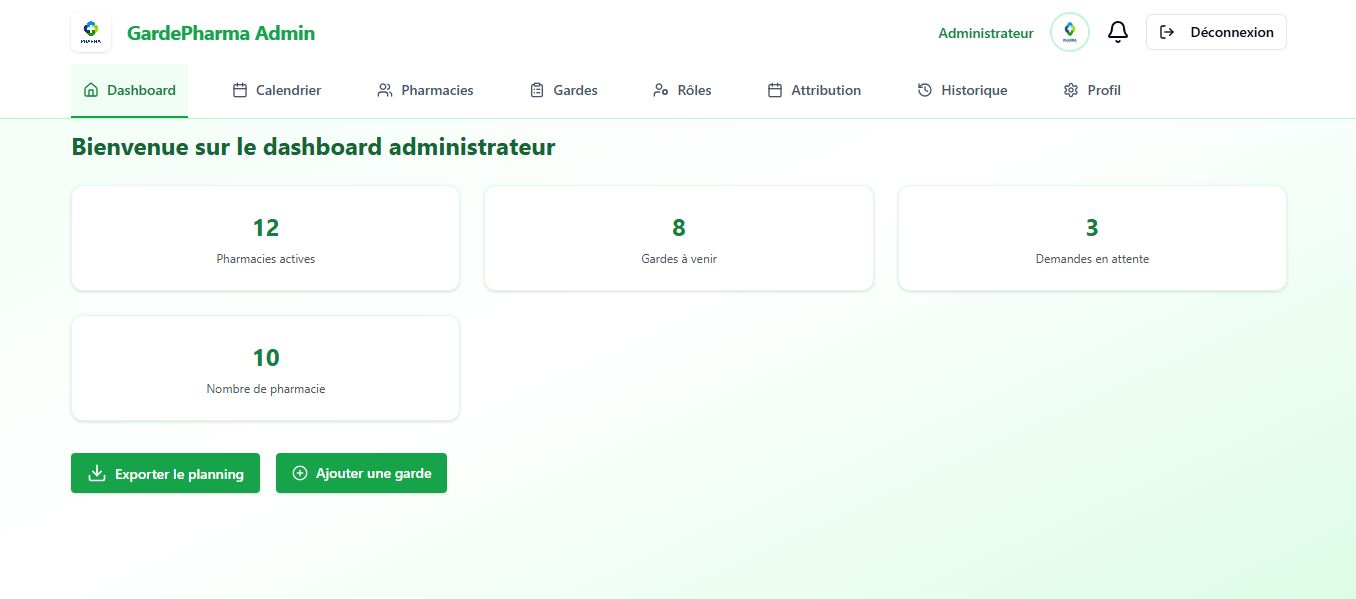 PHARMA
GardePharma Admin
Administrateur
Déconnexion
Dashboard
Calendrier
Pharmacies
Gardes
Rôles
Attribution
Historique
Profil
Bienvenue sur le dashboard administrateur
12
Pharmacies actives
8
Gardes à venir
3
Demandes en attente
10
Nombre de pharmacie
Exporter le planning
Ajouter une garde